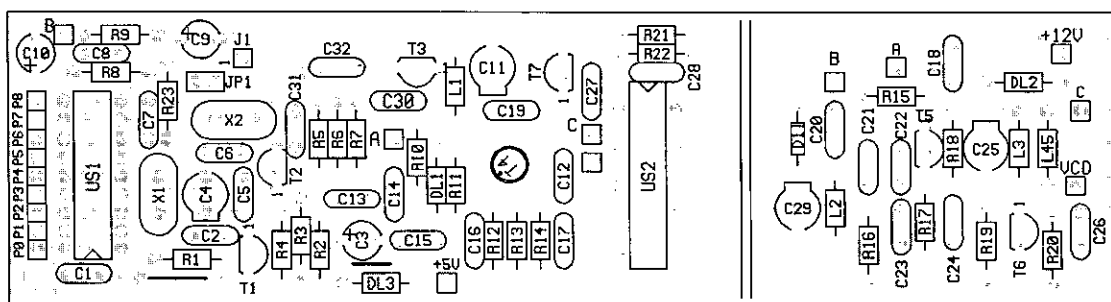 B
C10
C8
R9
R8
C9
J1
1
JP1
C32
T3
L1
C11
T7
1
C30
C19
C27
R21
R22
C28
C31
P8
P7
P6
P5
P4
P3
P2
P1
P0
US1
C7
R23
X2
C6
X1
C4
C5
C2
R1
C1
T2
1
T1
1
R5
R6
R7
A
R10
DL1
R11
C13
C14
R4
R3
R2
C3
C15
+5V
DL3
C16
R12
R13
R14
C17
C12
C
US2
B
A
C18
+12V
DL2
C
R15
D11
C20
C21
C22
T5
R18
C25
L3
L45
VCD
C29
L2
R16
R17
C23
C24
R19
1
T6
R20
C26